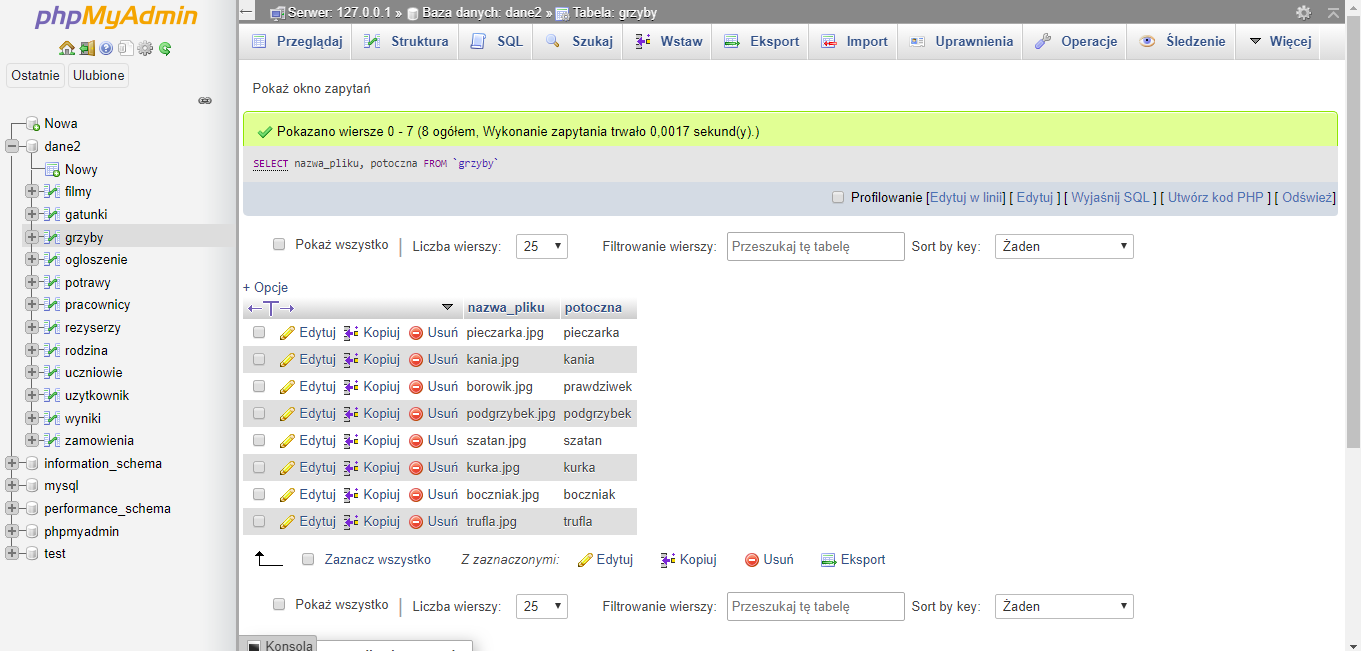 phpMyAdmin
Ostatnie Ulubione
Nowa
dane2
Nowy
filmy
gatunki
grzyby
ogloszenie
potrawy
pracownicy
rezyserzy
rodzina
uczniowie
uzytkownik
wyniki
zamowienia
information_schema
mysql
performance_schema
phpmyadmin
test
Serwer: 127.0.0.1 » Baza danych: dane2 » Tabela: grzyby
Przeglądaj Struktura SQL Szukaj Wstaw Eksport Import Uprawnienia Operacje Śledzenie Więcej
Pokaż okno zapytań
Pokazano wiersze 0 - 7 (8 ogółem, Wykonanie zapytania trwało 0,0017 sekund(y).)
SELECT nazwa_pliku, potoczna FROM `grzyby`
Profilowanie [Edytuj w linii] [ Edytuj ] [ Wyjaśnij SQL ] [ Utwórz kod PHP ] [ Odśwież]
Pokaż wszystko | Liczba wierszy: 25 Filtrowanie wierszy: Przeszukaj tę tabelę Sort by key: Żaden
+ Opcje
←T→ nazwa_pliku potoczna
Edytuj Kopiuj Usuń pieczarka.jpg pieczarka
Edytuj Kopiuj Usuń kania.jpg kania
Edytuj Kopiuj Usuń borowik.jpg prawdziwek
Edytuj Kopiuj Usuń podgrzybek.jpg podgrzybek
Edytuj Kopiuj Usuń szatan.jpg szatan
Edytuj Kopiuj Usuń kurka.jpg kurka
Edytuj Kopiuj Usuń boczniak.jpg boczniak
Edytuj Kopiuj Usuń trufla.jpg trufla
Zaznacz wszystko Z zaznaczonymi: Edytuj Kopiuj Usuń Eksport
Pokaż wszystko | Liczba wierszy: 25 Filtrowanie wierszy: Przeszukaj tę tabelę Sort by key: Żaden
Konsola